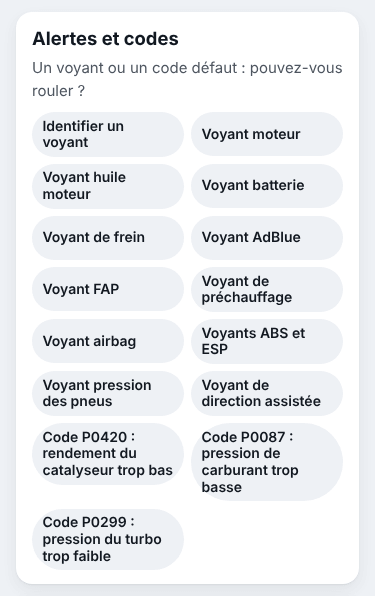 Alertes et codes
Un voyant ou un code défaut : pouvez-vous
rouler ?
Identifier un
voyant
Voyant moteur
Voyant huile
moteur
Voyant batterie
Voyant de frein
Voyant AdBlue
Voyant FAP
Voyant de
préchauffage
Voyant airbag
Voyants ABS et
ESP
Voyant pression
des pneus
Voyant de
direction assistée
Code P0420 :
rendement du
catalyseur trop bas
Code P0087 :
pression de
carburant trop
basse
Code P0299 :
pression du turbo
trop faible